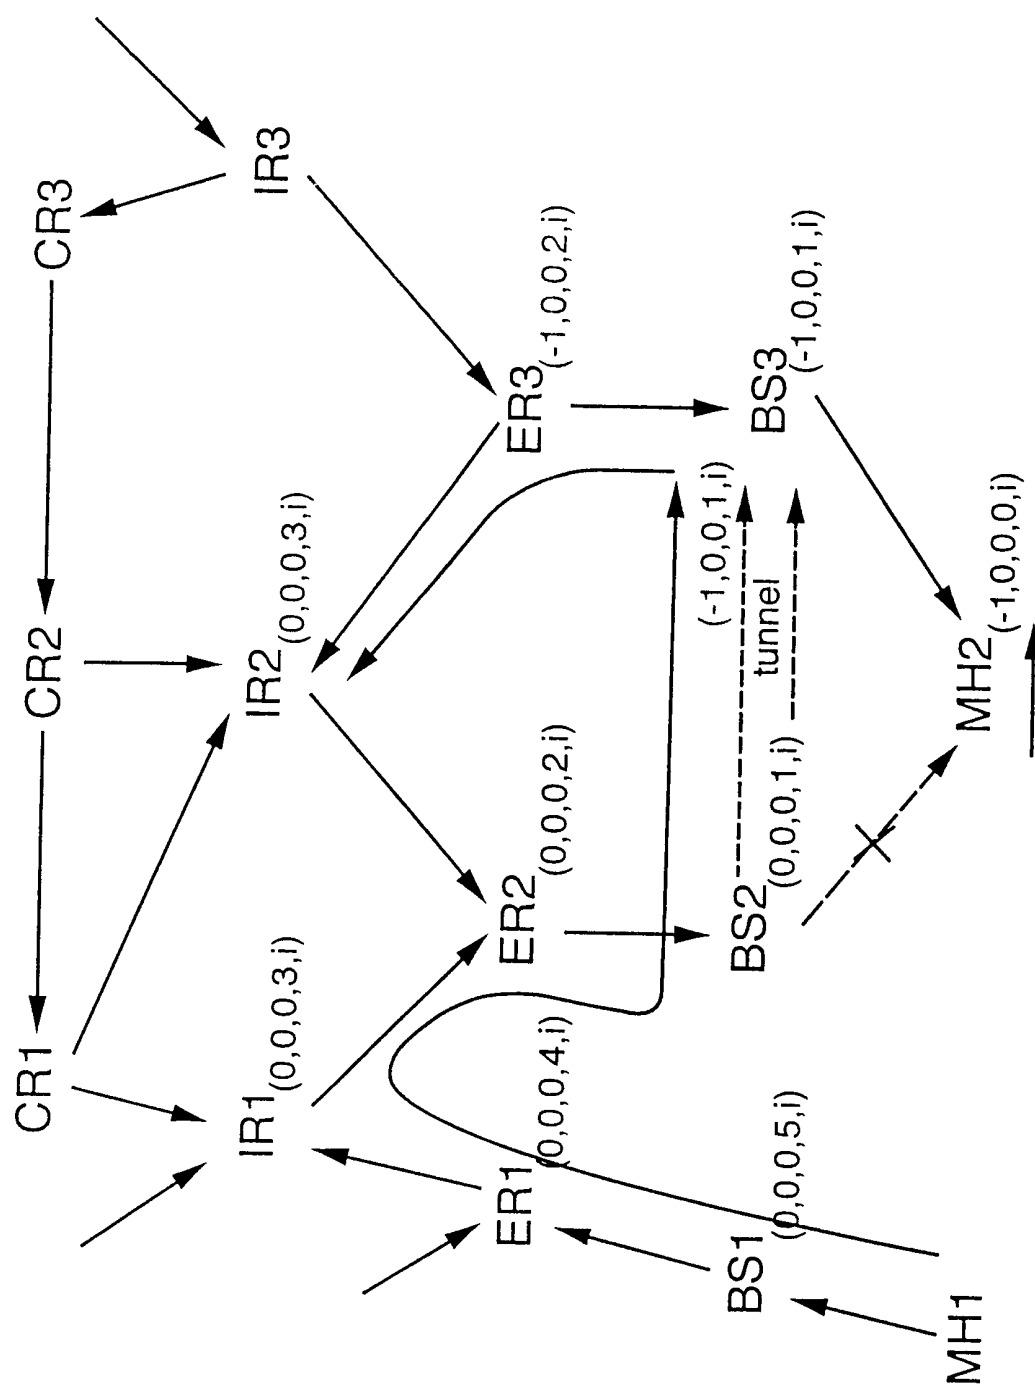 CR1
CR2
CR3
IR1(0,0,0,3,i)
IR2(0,0,0,3,i)
IR3
ER1(0,0,0,4,i)
ER2(0,0,0,2,i)
ER3(-1,0,0,2,i)
(-1,0,0,1,i)
BS1(0,0,0,5,i)
BS2(0,0,0,1,i)
tunnel
BS3(-1,0,0,1,i)
MH1
MH2(-1,0,0,0,i)